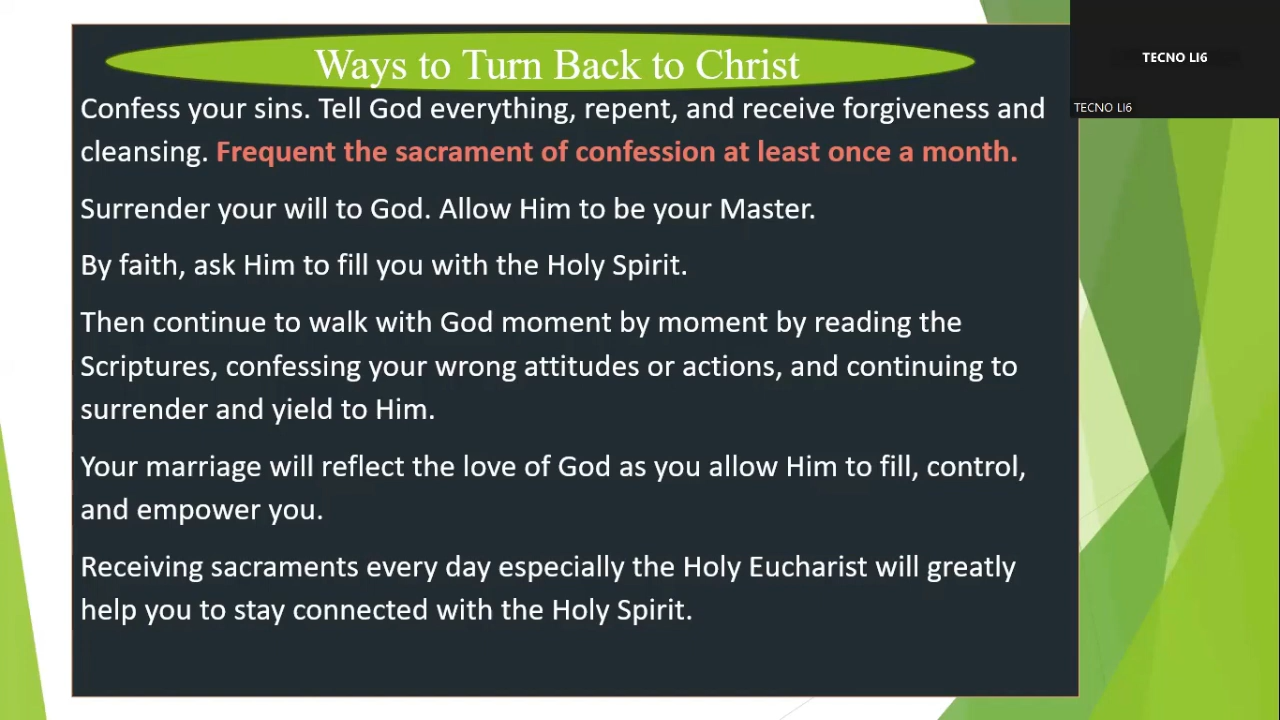 Ways to Turn Back to Christ
TECNO LI6
TECNO LI6
Confess your sins. Tell God everything, repent, and receive forgiveness and
cleansing. Frequent the sacrament of confession at least once a month.
Surrender your will to God. Allow Him to be your Master.
By faith, ask Him to fill you with the Holy Spirit.
Then continue to walk with God moment by moment by reading the
Scriptures, confessing your wrong attitudes or actions, and continuing to
surrender and yield to Him.
Your marriage will reflect the love of God as you allow Him to fill, control,
and empower you.
Receiving sacraments every day especially the Holy Eucharist will greatly
help you to stay connected with the Holy Spirit.